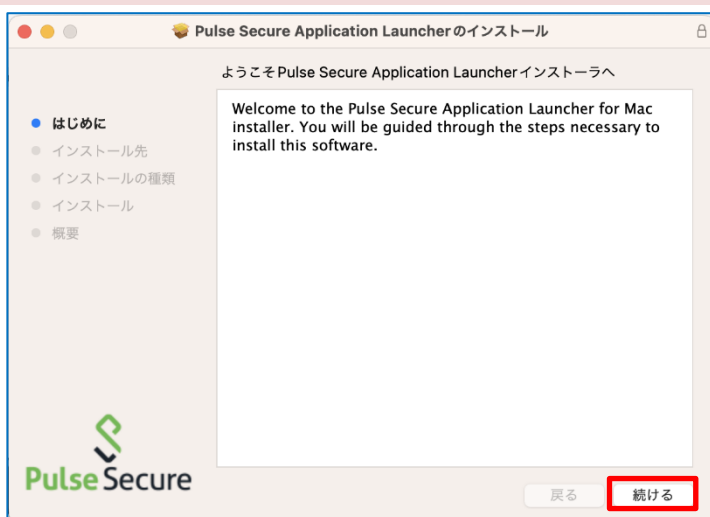 Pulse Secure Application Launcherのインストール
ようこそPulse Secure Application Launcherインストーラへ
はじめに
インストール先
インストールの種類
インストール
概要
Welcome to the Pulse Secure Application Launcher for Mac
installer. You will be guided through the steps necessary to
install this software.
Pulse Secure
戻る
続ける